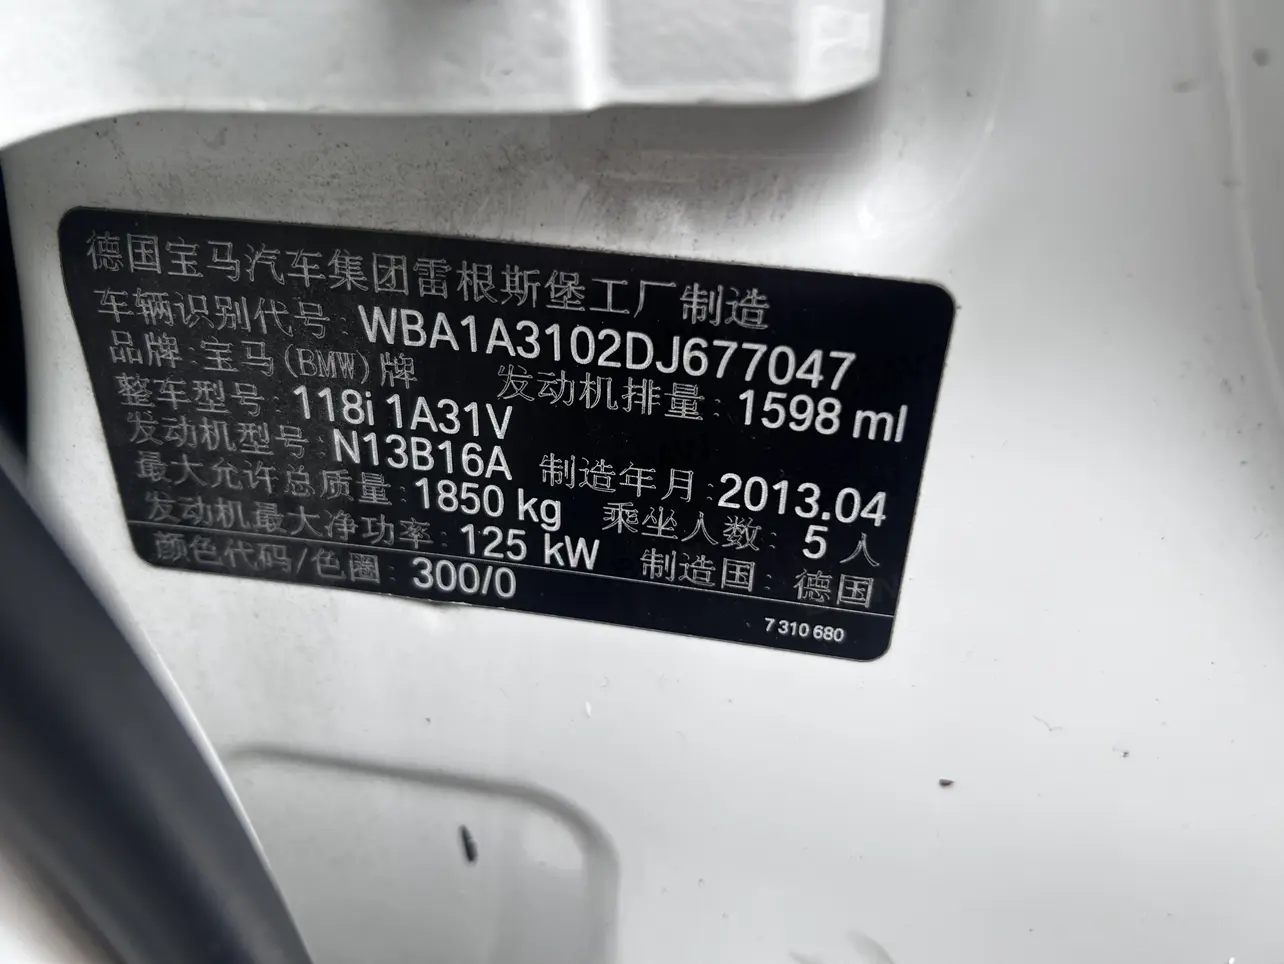 德国宝马汽车集团雷根斯堡工厂制造
车辆识别代号: WBA1A3102DJ677047
品牌:宝马(BMW)牌 发动机排量: 1598 ml
整车型号: 118i 1A31V
发动机型号: N13B16A 制造年月:2013.04
最大允许总质量: 1850 kg 乘坐人数: 5 人
发动机最大净功率: 125 kW 制造国: 德国
颜色代码/色圈: 300/0
7 310 680